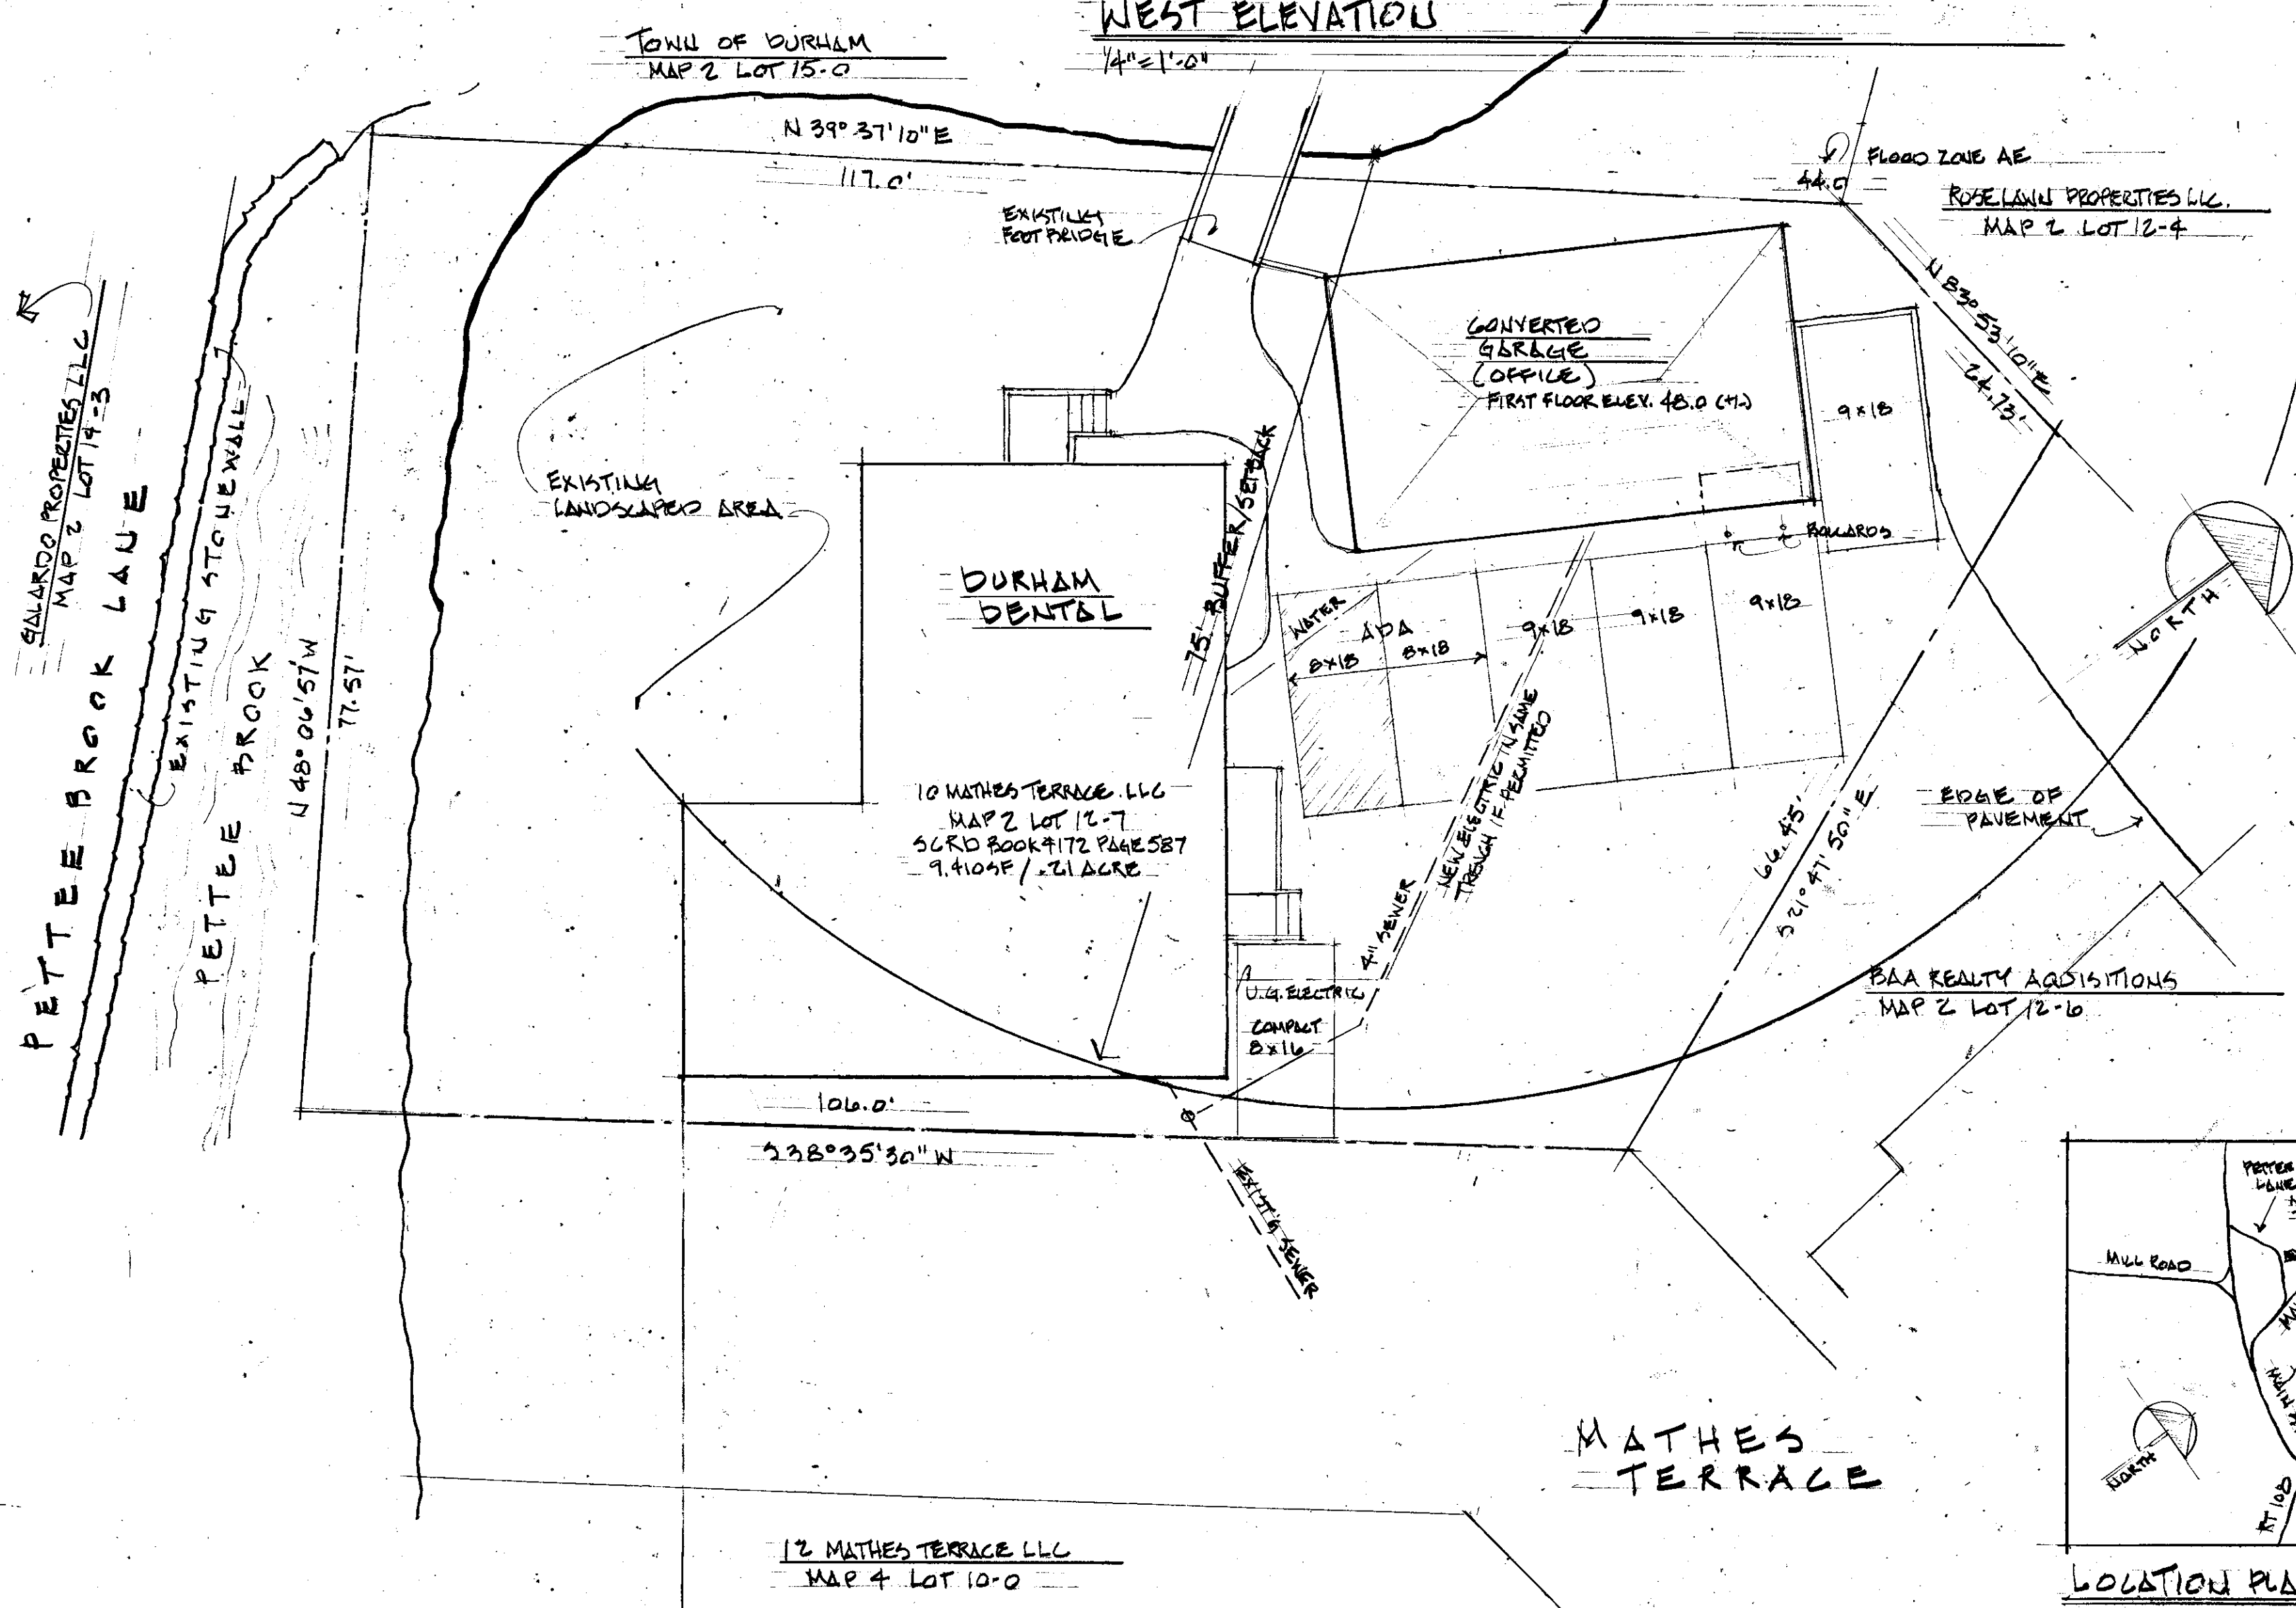 WEST ELEVATION
1/4"=1'-0"
TOWN OF DURHAM
MAP 2 LOT 15-0
N 39° 37' 10" E
117.0'
EXISTING
FOOT BRIDGE
44.0
FLOOD ZONE AE
ROSELAWN PROPERTIES LLC.
MAP 2 LOT 12-4
N 83° 53' 10" E
24.73'
CONVERTED
GARAGE
(OFFICE)
FIRST FLOOR ELEV. 48.0 (+/-)
9x18
BOLLARDS
GALARDO PROPERTIES LLC
MAP 2 LOT 14-3
PETTEE BROOK LANE
EXISTING STONEWALL
PETTEE BROOK
N 48° 06' 57" W
77.57'
EXISTING
LANDSCAPED AREA
DURHAM
DENTAL
75' BUFFER/SETBACK
WATER
ADA
8x18
8x18
9x18
9x18
9x18
NORTH
10 MATHES TERRACE LLC
MAP 2 LOT 12-7
SCRD BOOK 4172 PAGE 587
9,410 SF / .21 ACRE
NEW ELECTRIC IN SAME
TRENCH IF PERMITTED
4" SEWER
U.G. ELECTRIC
COMPACT
8x16
66.45'
S 21° 47' 50" E
EDGE OF
PAVEMENT
BAA REALTY AQDISITIONS
MAP 2 LOT 12-6
106.0'
S 38° 35' 30" W
EXIST'G SEWER
MATHES
TERRACE
12 MATHES TERRACE LLC
MAP 4 LOT 10-0
LANE
MILL ROAD
MAIN
NORTH
RT 108
LOCATION PLA